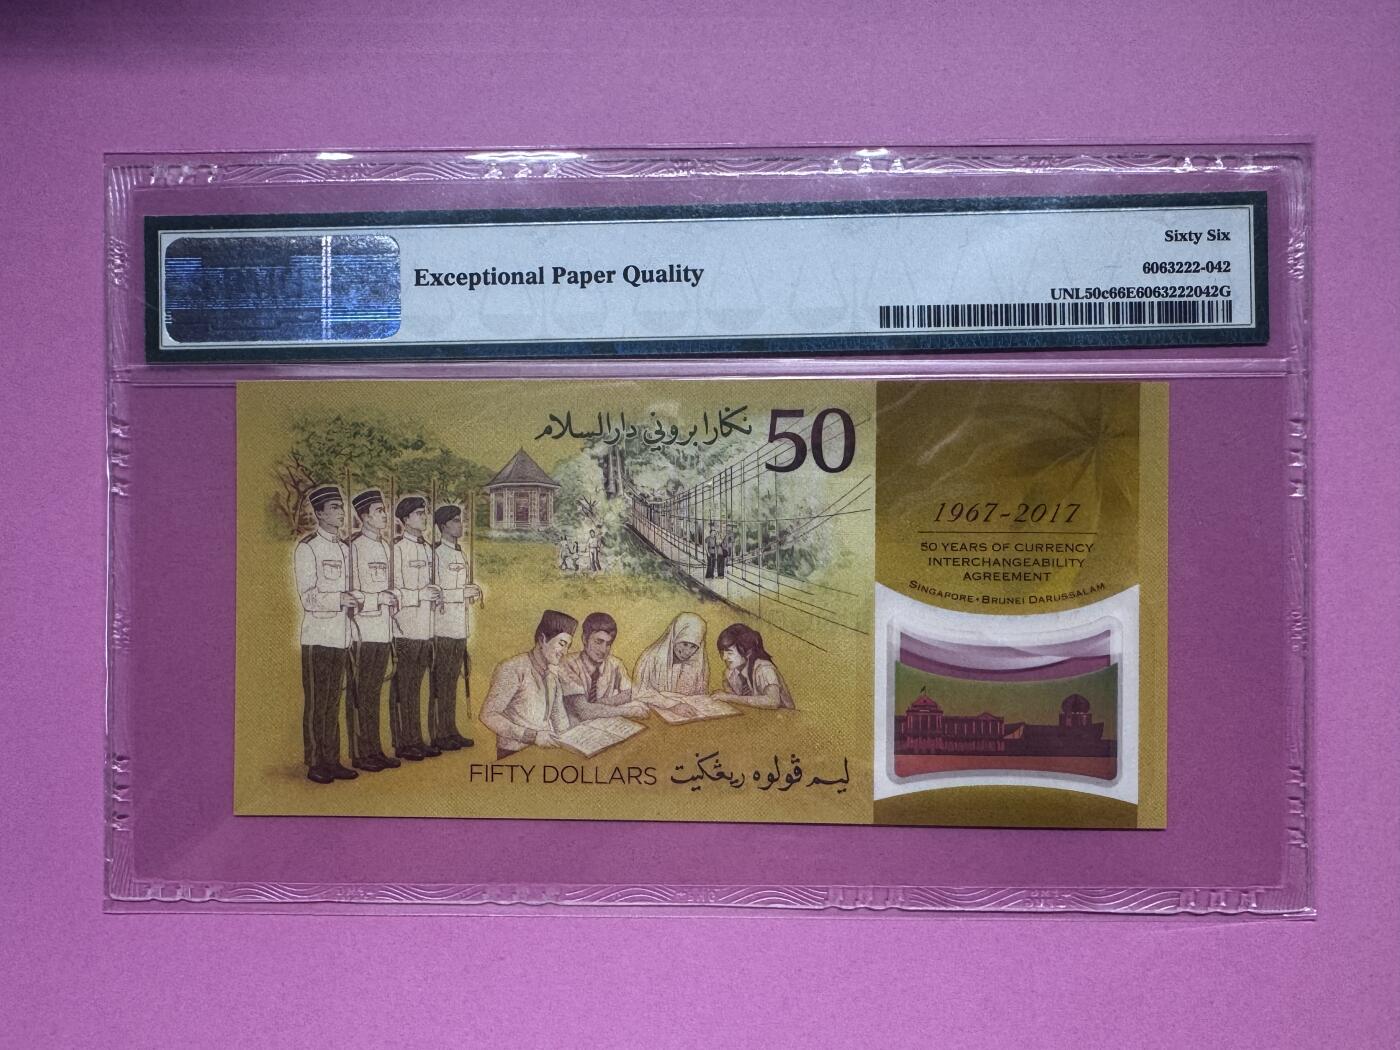 Exceptional Paper Quality
Sixty Six
6063222-042
UNL50c66E6063222042G
نݢارا بروني دارالسلام
50
1967-2017
50 YEARS OF CURRENCY
INTERCHANGEABILITY
AGREEMENT
SINGAPORE • BRUNEI DARUSSALAM
FIFTY DOLLARS
ليم ڤولوه ريڠݢيت